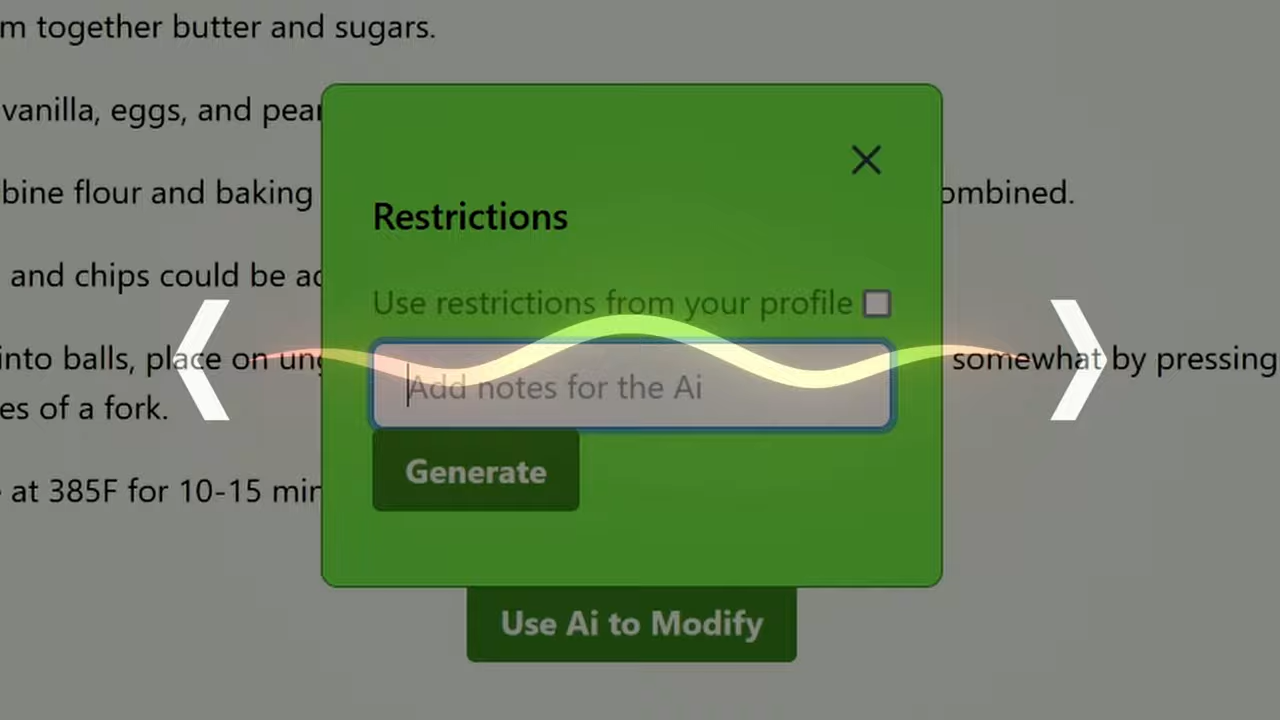 m together butter and sugars.
vanilla, eggs, and pear
bine flour and baking
ombined.
Restrictions
and chips could be ad
Use restrictions from your profile
into balls, place on ung
somewhat by pressing
Add notes for the Ai
es of a fork.
Generate
at 385F for 10-15 min
Use Ai to Modify